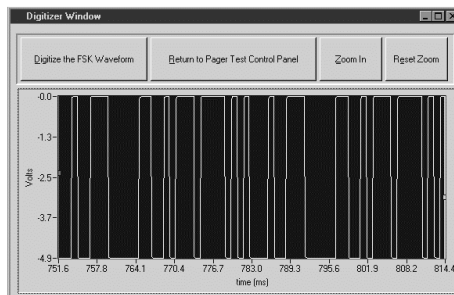 Digitizer Window
Digitize the FSK Waveform Return to Pager Test Control Panel Zoom In Reset Zoom
-0.0
-1.3
-2.5
-3.7
-4.9
Volts
751.6 757.8 764.1 770.4 776.7 783.0 789.3 795.6 801.9 808.2 814.4
time (ms)